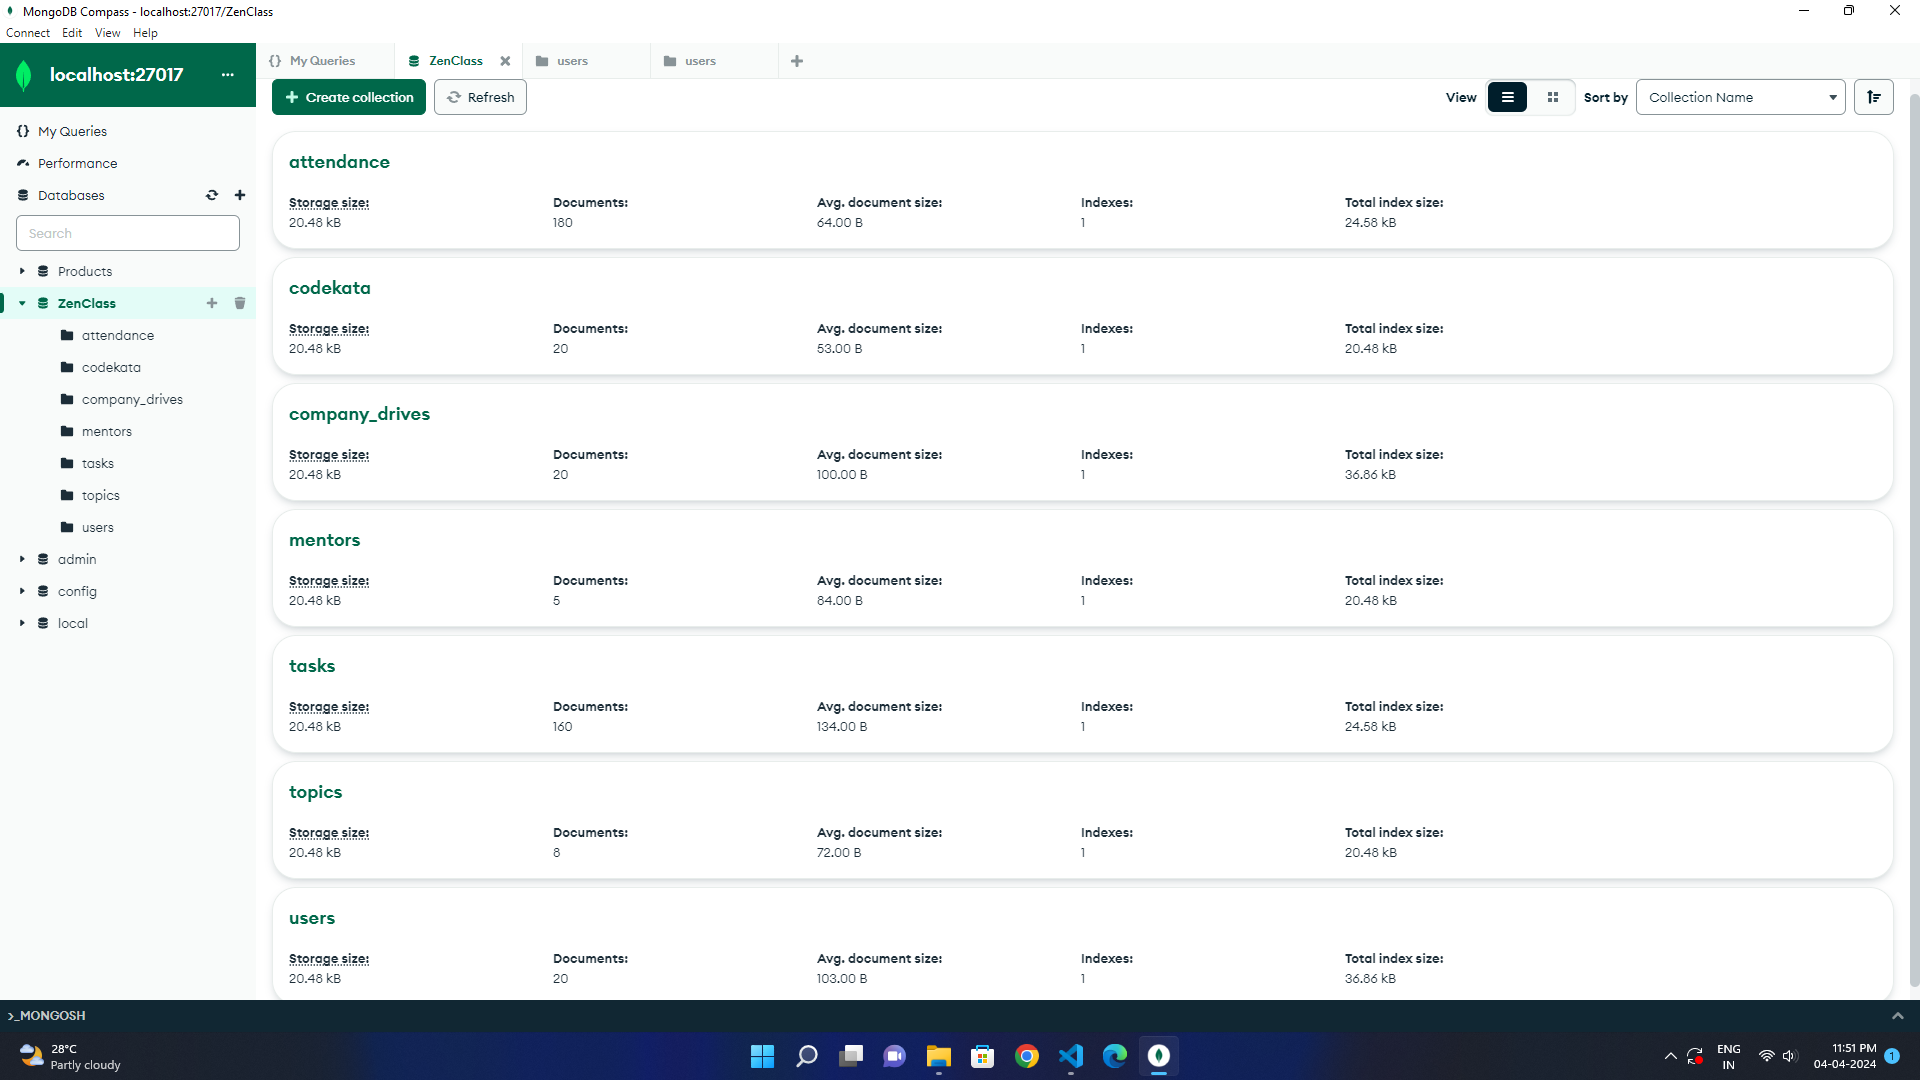 MongoDB Compass - localhost:27017/ZenClass
Connect Edit View Help
localhost:27017
My Queries
ZenClass
users
users
Create collection
Refresh
View
Sort by
Collection Name
My Queries
Performance
Databases
Search
Products
ZenClass
attendance
codekata
company_drives
mentors
tasks
topics
users
admin
config
local
attendance
Storage size: Documents: Avg. document size: Indexes: Total index size:
20.48 kB 180 64.00 B 1 24.58 kB
codekata
Storage size: Documents: Avg. document size: Indexes: Total index size:
20.48 kB 20 53.00 B 1 20.48 kB
company_drives
Storage size: Documents: Avg. document size: Indexes: Total index size:
20.48 kB 20 100.00 B 1 36.86 kB
mentors
Storage size: Documents: Avg. document size: Indexes: Total index size:
20.48 kB 5 84.00 B 1 20.48 kB
tasks
Storage size: Documents: Avg. document size: Indexes: Total index size:
20.48 kB 160 134.00 B 1 24.58 kB
topics
Storage size: Documents: Avg. document size: Indexes: Total index size:
20.48 kB 8 72.00 B 1 20.48 kB
users
Storage size: Documents: Avg. document size: Indexes: Total index size:
20.48 kB 20 103.00 B 1 36.86 kB
>_MONGOSH
28°C
Partly cloudy
ENG
IN
11:51 PM
04-04-2024
1